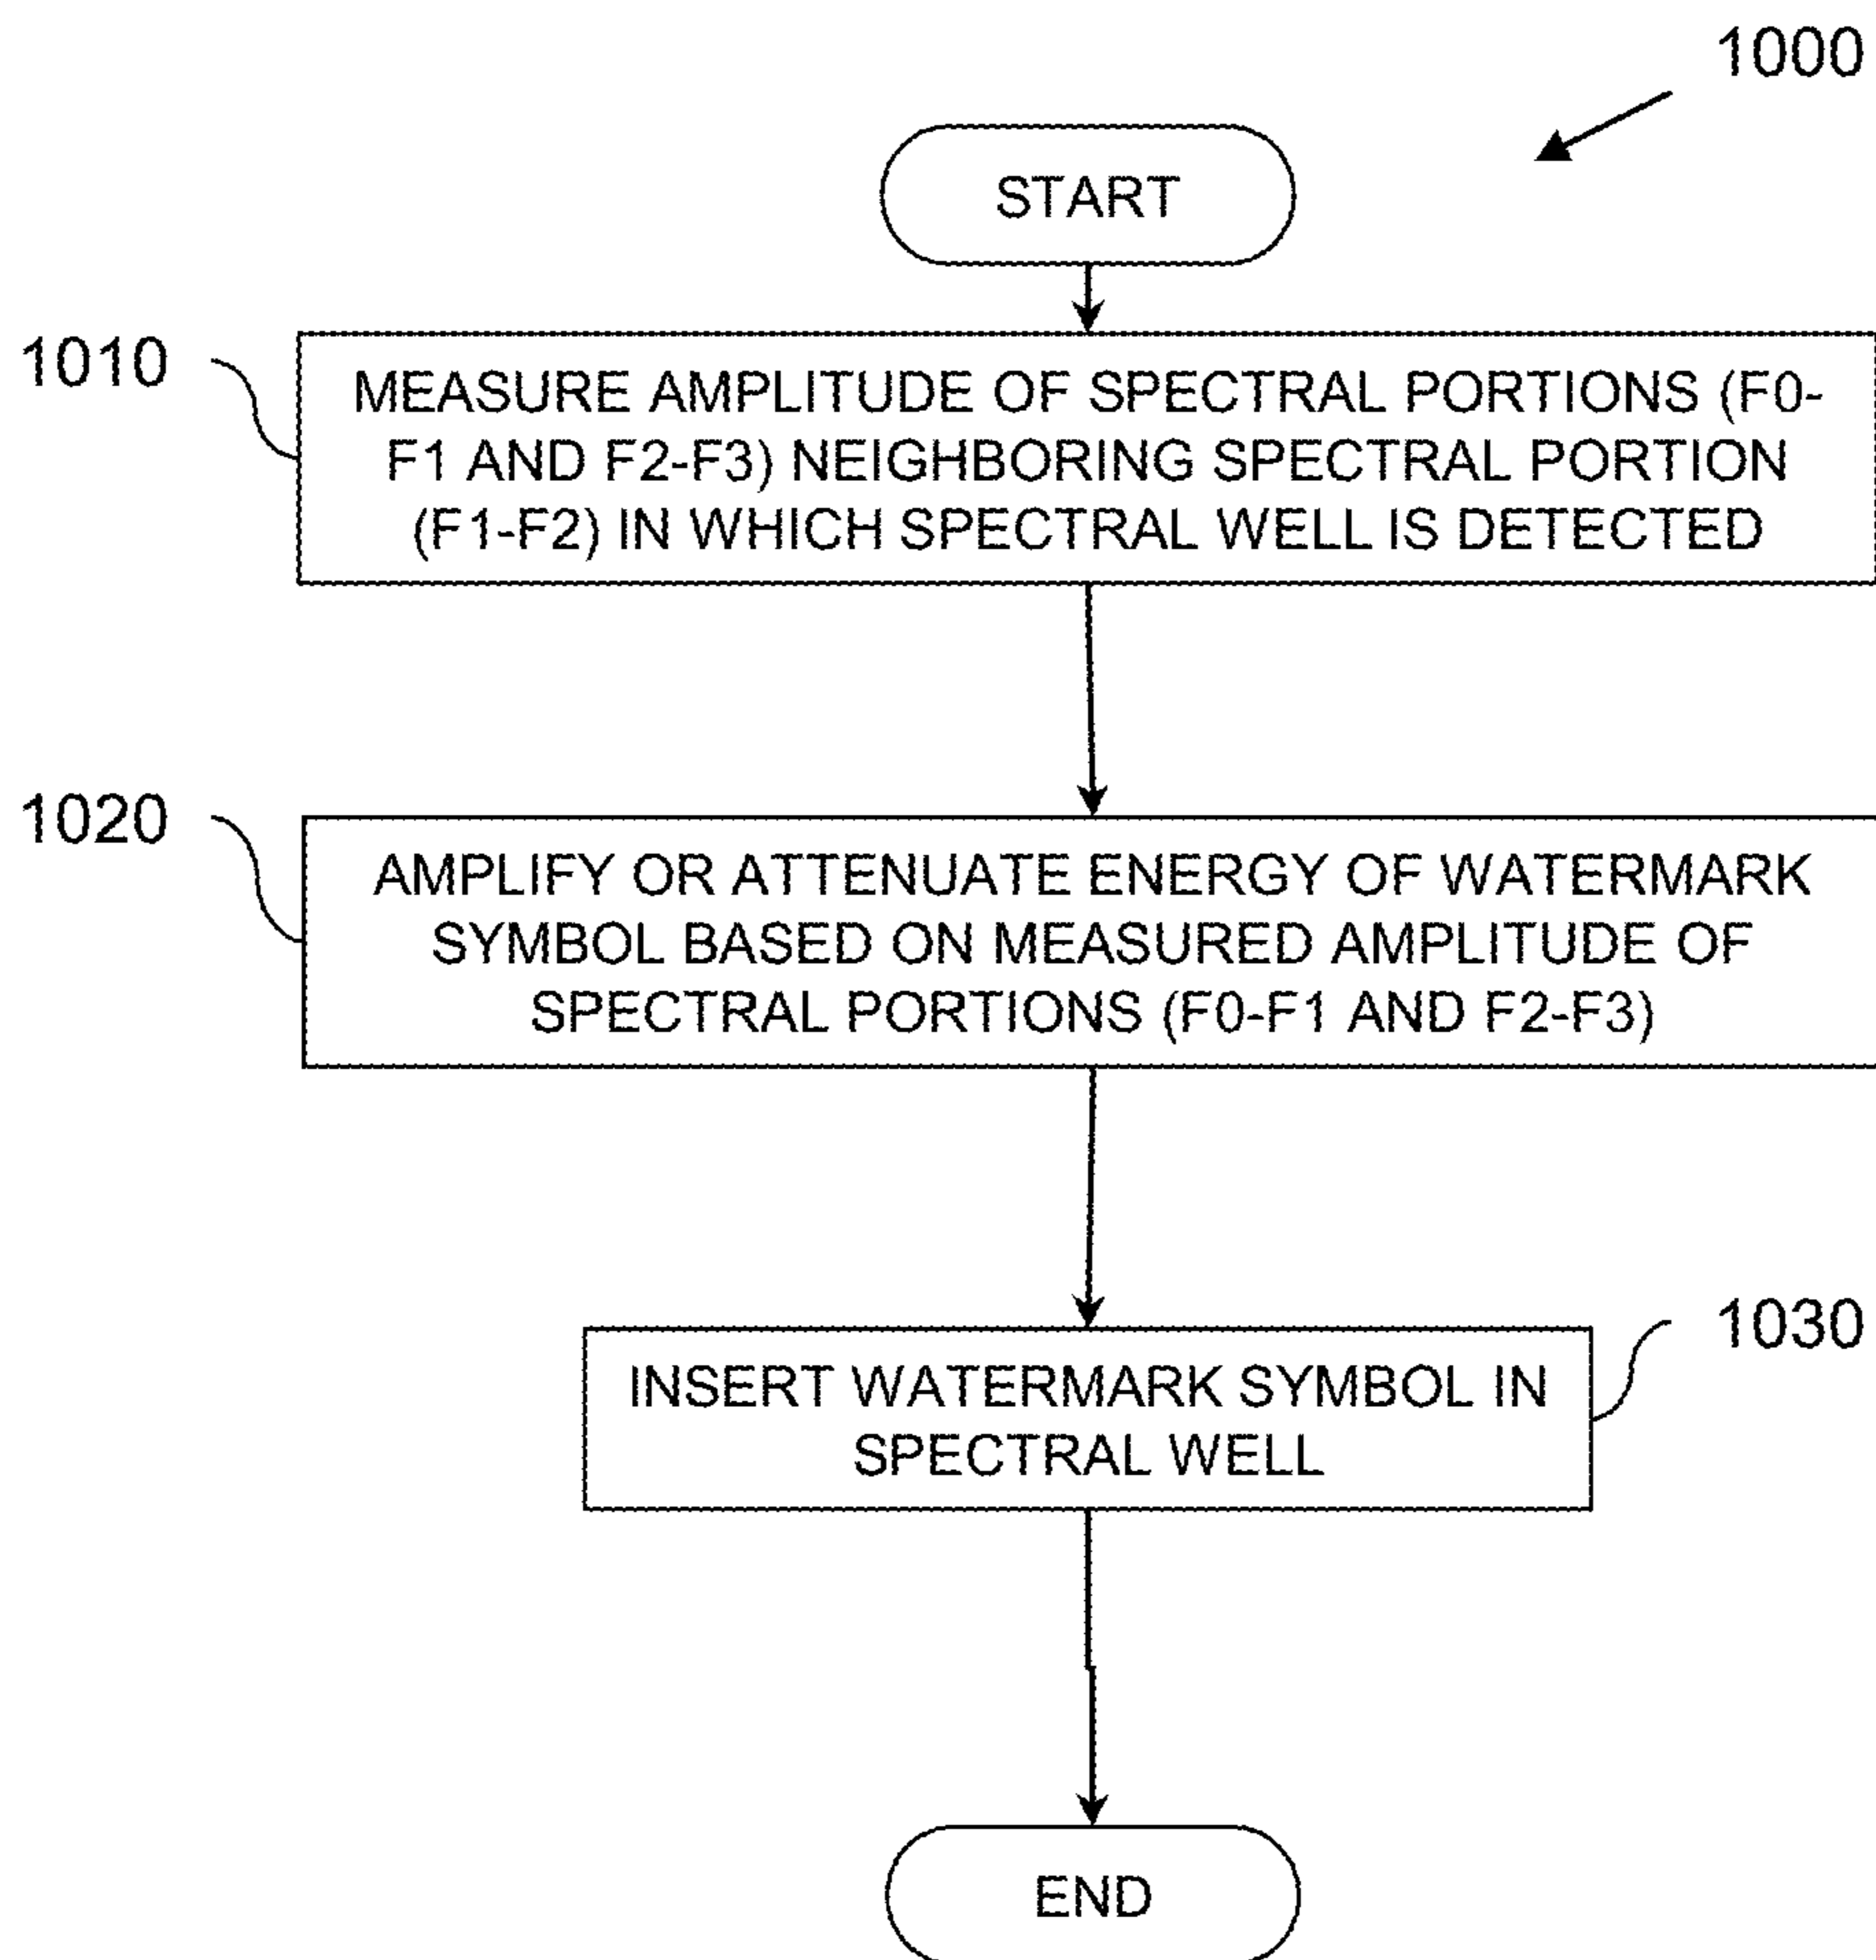 1000
START
1010
MEASURE AMPLITUDE OF SPECTRAL PORTIONS (F0-
F1 AND F2-F3) NEIGHBORING SPECTRAL PORTION
(F1-F2) IN WHICH SPECTRAL WELL IS DETECTED
1020
AMPLIFY OR ATTENUATE ENERGY OF WATERMARK
SYMBOL BASED ON MEASURED AMPLITUDE OF
SPECTRAL PORTIONS (F0-F1 AND F2-F3)
1030
INSERT WATERMARK SYMBOL IN
SPECTRAL WELL
END